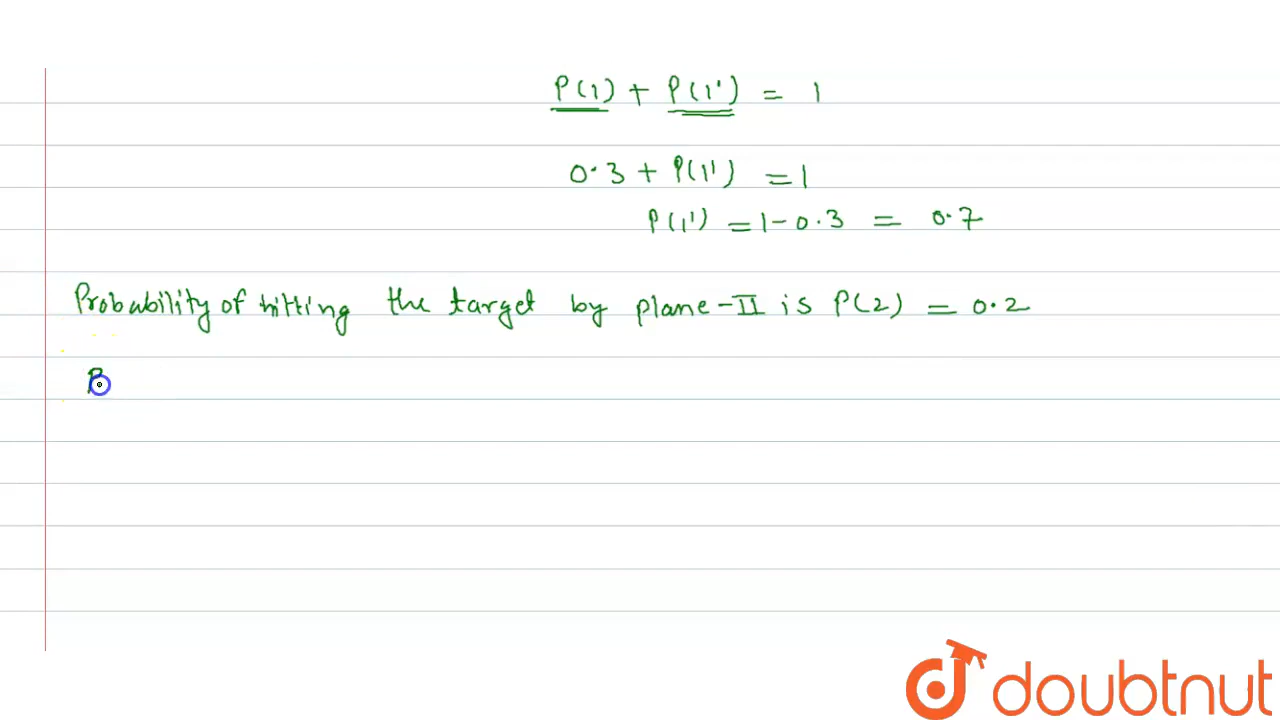 P(1) + P(1') = 1
0.3 + P(1') = 1
P(1') = 1 - 0.3 = 0.7
Probability of hitting the target by plane-II is P(2) = 0.2
P
doubtnut